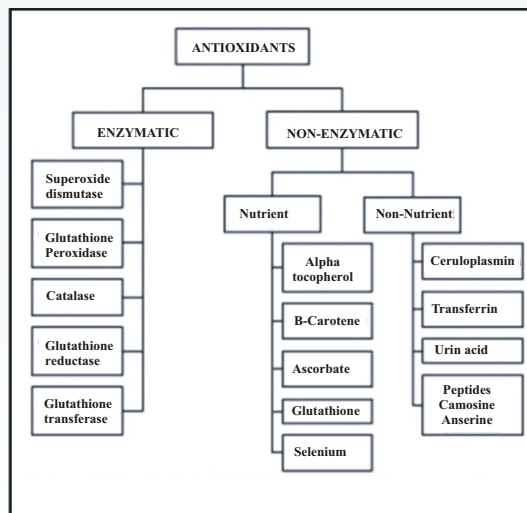 ANTIOXIDANTS
ENZYMATIC
NON-ENZYMATIC
Superoxide
dismutase
Glutathione
Peroxidase
Catalase
Glutathione
reductase
Glutathione
transferase
Nutrient
Non-Nutrient
Alpha
tocopherol
B-Carotene
Ascorbate
Glutathione
Selenium
Ceruloplasmin
Transferrin
Urin acid
Peptides
Camosine
Anserine